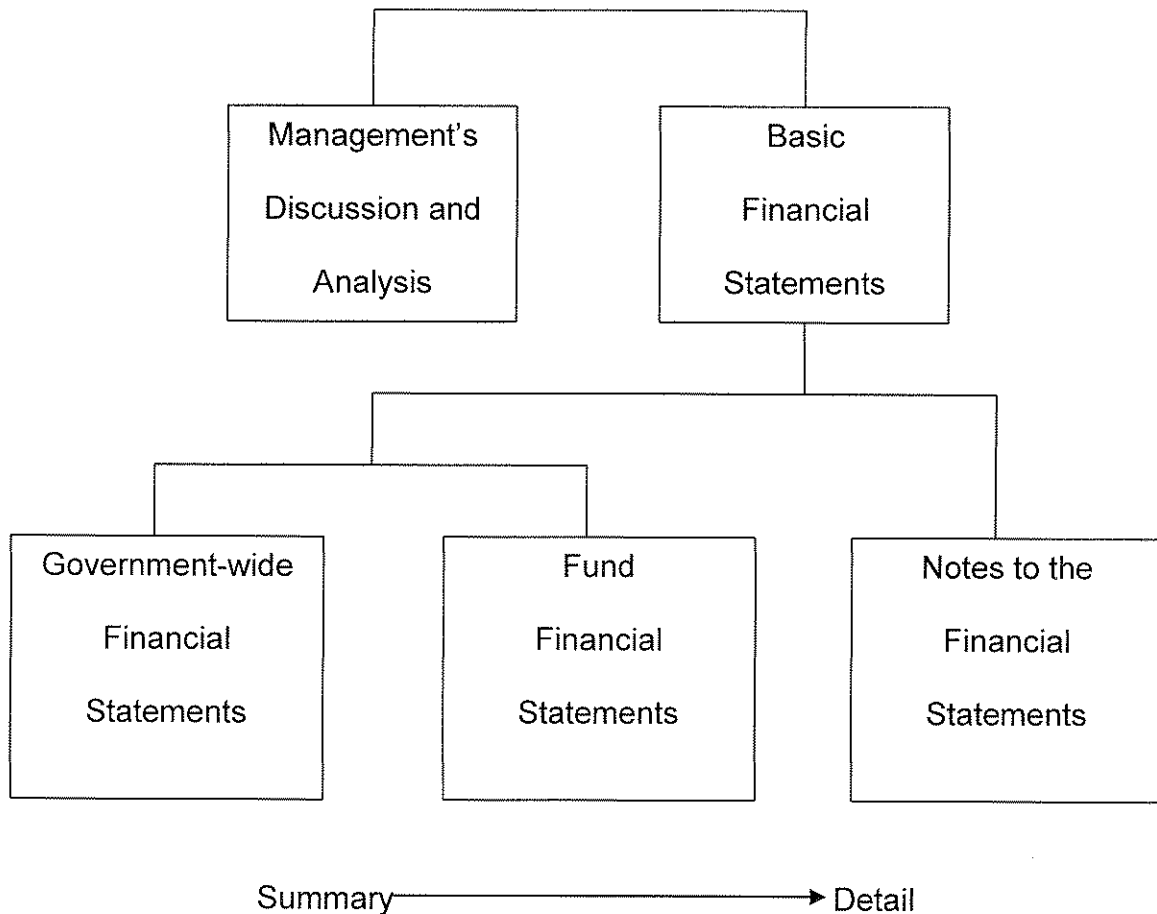 Management's
Discussion and
Analysis
Basic
Financial
Statements
Government-wide
Financial
Statements
Fund
Financial
Statements
Notes to the
Financial
Statements
Summary Detail